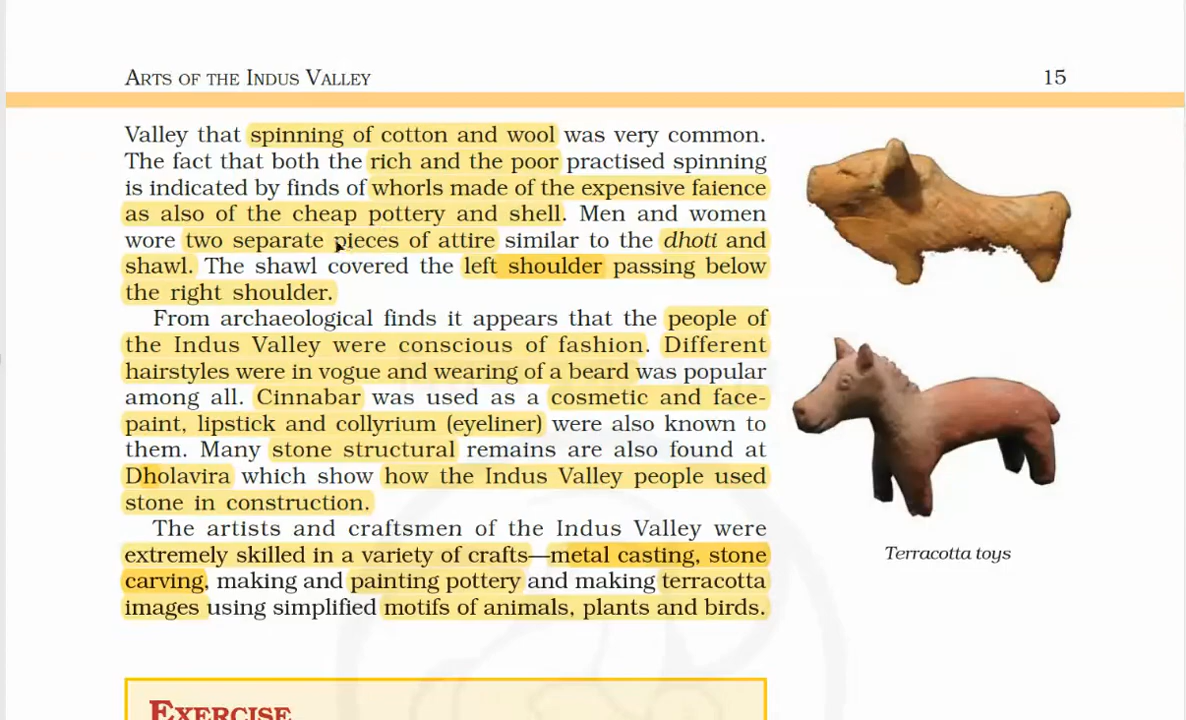 ARTS OF THE INDUS VALLEY 15
Valley that spinning of cotton and wool was very common.
The fact that both the rich and the poor practised spinning
is indicated by finds of whorls made of the expensive faience
as also of the cheap pottery and shell. Men and women
wore two separate pieces of attire similar to the dhoti and
shawl. The shawl covered the left shoulder passing below
the right shoulder.
From archaeological finds it appears that the people of
the Indus Valley were conscious of fashion. Different
hairstyles were in vogue and wearing of a beard was popular
among all. Cinnabar was used as a cosmetic and face-
paint, lipstick and collyrium (eyeliner) were also known to
them. Many stone structural remains are also found at
Dholavira which show how the Indus Valley people used
stone in construction.
The artists and craftsmen of the Indus Valley were
extremely skilled in a variety of crafts—metal casting, stone
carving, making and painting pottery and making terracotta
images using simplified motifs of animals, plants and birds.
Terracotta toys
EXERCISE